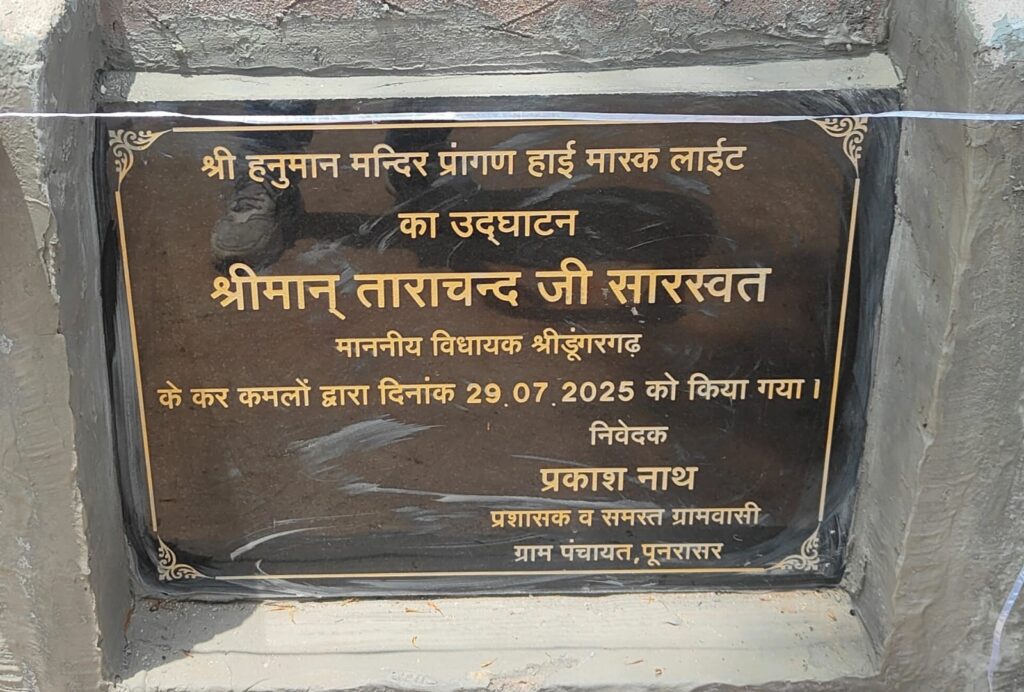 श्री हनुमान मन्दिर प्रांगण हाई मास्क लाईट
का उद्‌घाटन
श्रीमान् ताराचन्द जी सारस्वत
माननीय विधायक श्रीडूंगरगढ़
के कर कमलों द्वारा दिनांक 29.07.2025 को किया गया।
निवेदक
प्रकाश नाथ
प्रशासक व समस्त ग्रामवासी
ग्राम पंचायत,पूनरासर